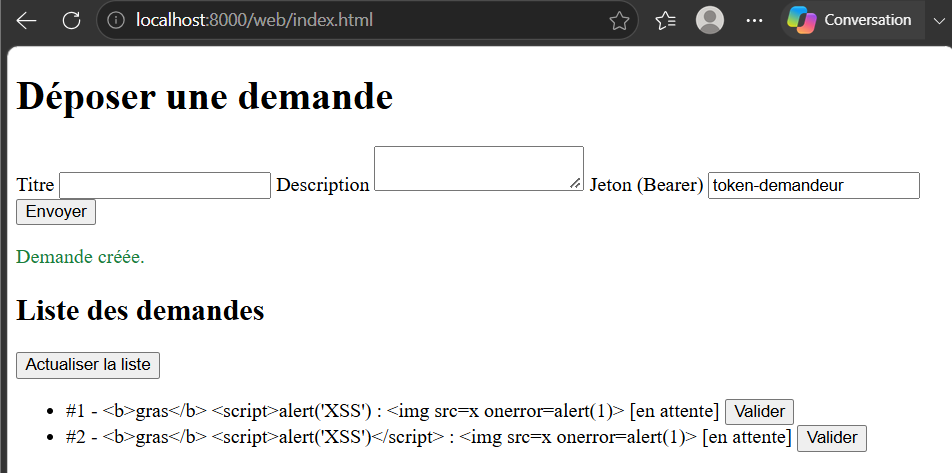 localhost:8000/web/index.html Conversation
Déposer une demande
Titre Description Jeton (Bearer) token-demandeur
Envoyer
Demande créée.
Liste des demandes
Actualiser la liste
#1 - <b>gras</b> <script>alert('XSS') : <img src=x onerror=alert(1)> [en attente] Valider
#2 - <b>gras</b> <script>alert('XSS')</script> : <img src=x onerror=alert(1)> [en attente] Valider